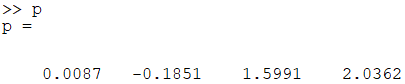 >> p
p =
0.0087 -0.1851 1.5991 2.0362